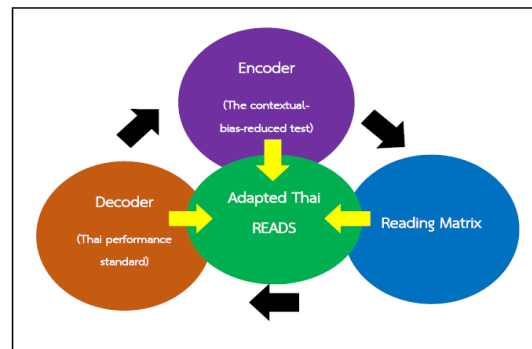 Encoder
(The contextual-
bias-reduced test)
Decoder
(Thai performance
standard)
Adapted Thai
READS
Reading Matrix